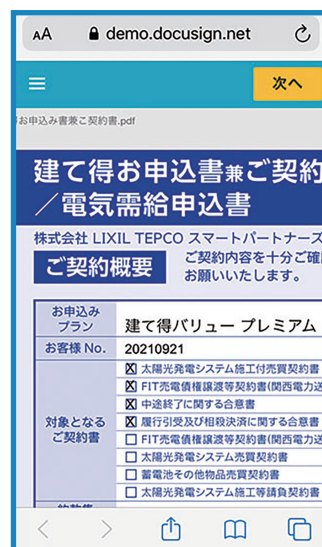 AA demo.docusign.net
次へ
お申込み書兼ご契約書.pdf
建て得お申込書兼ご契約
／電気需給申込書
株式会社 LIXIL TEPCO スマートパートナーズ
ご契約概要
ご契約内容を十分ご確
お願いいたします。
お申込み
プラン
建て得バリュー プレミアム
お客様 No.
20210921
対象となる
ご契約書
太陽光発電システム施工付売買契約書
FIT売電債権譲渡等契約書(関西電力送
中途終了に関する合意書
履行引受及び相殺決済に関する合意書
FIT売電債権譲渡等契約書(関西電力送
太陽光発電システム売買契約書
蓄電池その他物品売買契約書
太陽光発電システム施工等請負契約書